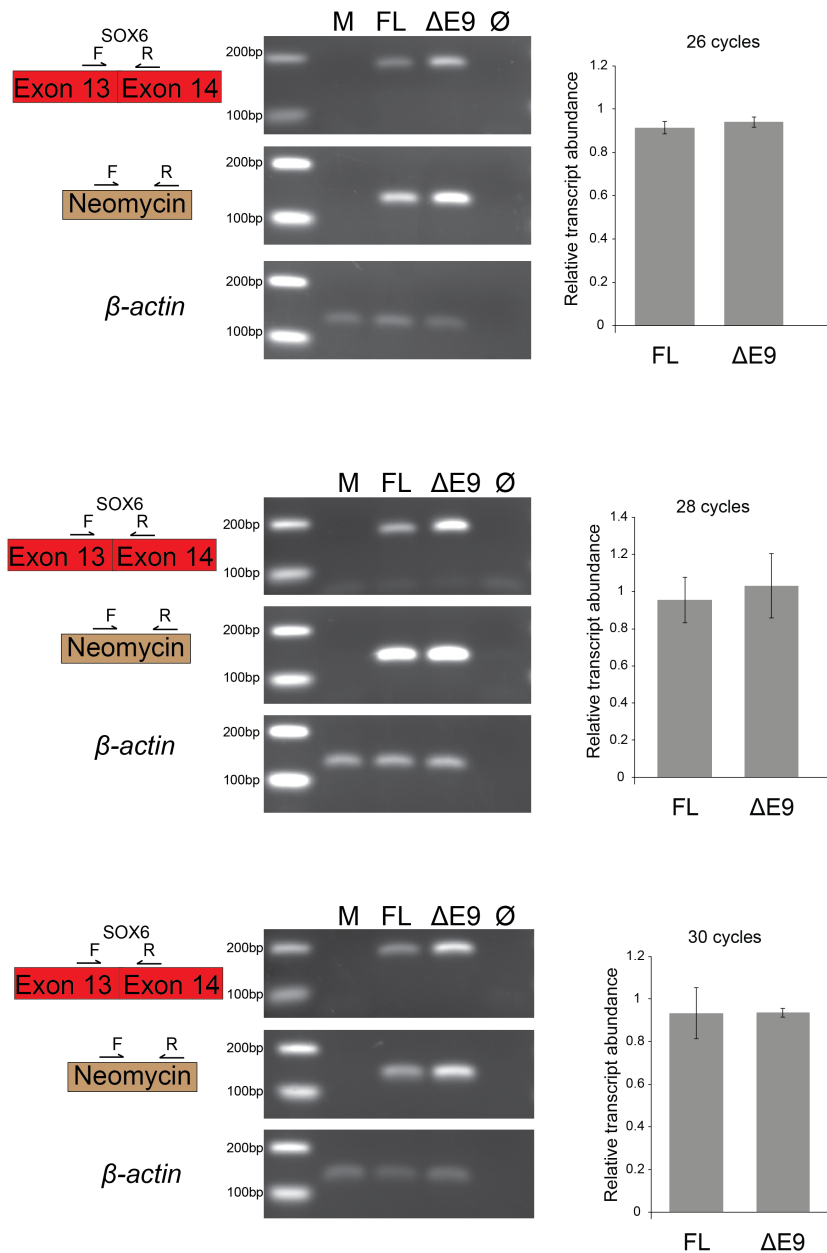 SOX6
F R
Exon 13 Exon 14
M FL ΔE9 Ø
200bp
100bp
F R
Neomycin
200bp
100bp
β-actin
200bp
100bp
26 cycles
Relative transcript abundance
1.2
1
0.8
0.6
0.4
0.2
0
FL ΔE9
SOX6
F R
Exon 13 Exon 14
M FL ΔE9 Ø
200bp
100bp
F R
Neomycin
200bp
100bp
β-actin
200bp
100bp
28 cycles
Relative transcript abundance
1.4
1.2
1
0.8
0.6
0.4
0.2
0
FL ΔE9
SOX6
F R
Exon 13 Exon 14
M FL ΔE9 Ø
200bp
100bp
F R
Neomycin
200bp
100bp
β-actin
200bp
100bp
30 cycles
Relative transcript abundance
1.2
1
0.8
0.6
0.4
0.2
0
FL ΔE9